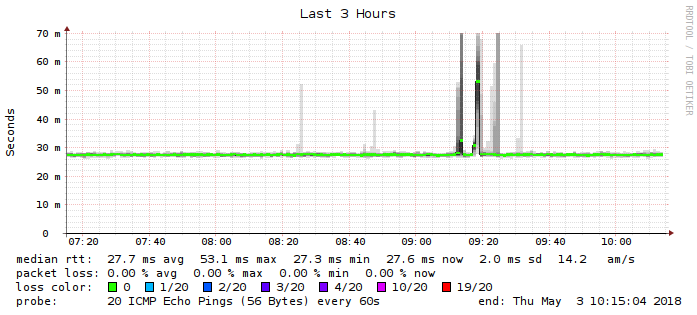 Last 3 Hours
RRDTOOL / TOBI OETIKER
Seconds
70 m
60 m
50 m
40 m
30 m
20 m
10 m
0
07:20 07:40 08:00 08:20 08:40 09:00 09:20 09:40 10:00
median rtt: 27.7 ms avg 53.1 ms max 27.3 ms min 27.6 ms now 2.0 ms sd 14.2 am/s
packet loss: 0.00 % avg 0.00 % max 0.00 % min 0.00 % now
loss color: 0 1/20 2/20 3/20 4/20 10/20 19/20
probe: 20 ICMP Echo Pings (56 Bytes) every 60s end: Thu May 3 10:15:04 2018